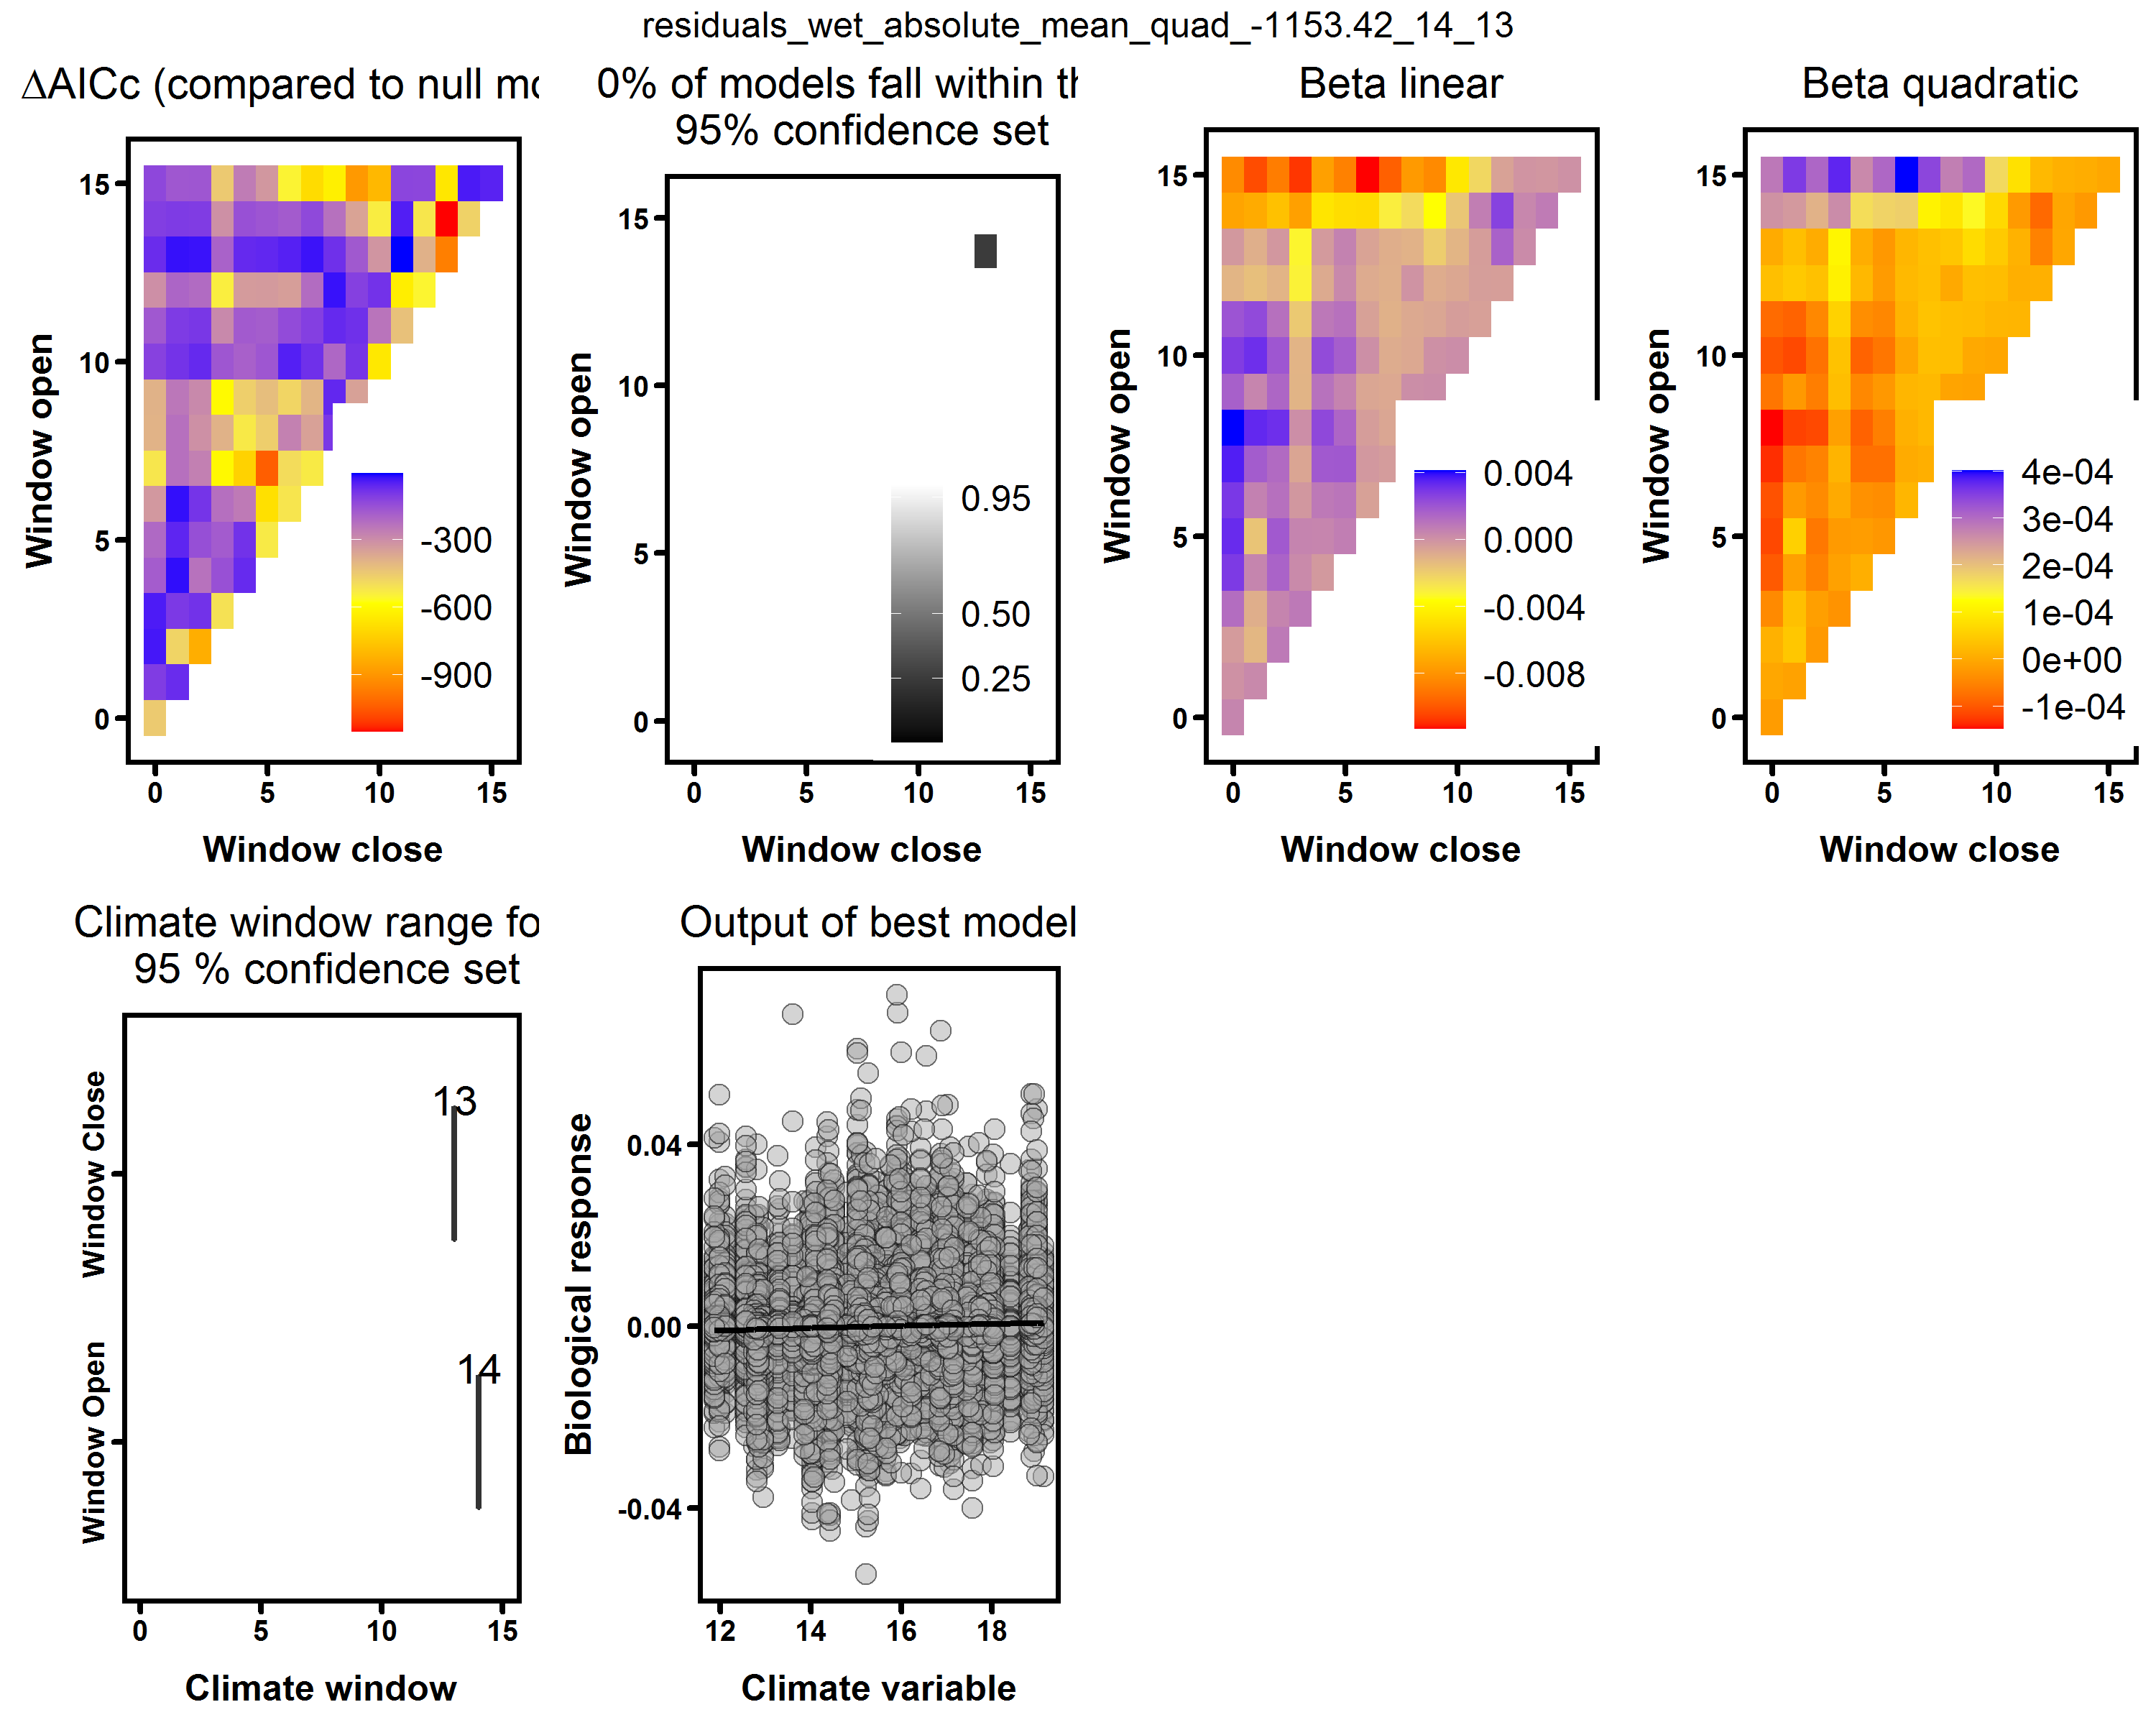 residuals_wet_absolute_mean_quad_-1153.42_14_13
ΔAICc (compared to null mo
15
10
5
0
Window open
-300
-600
-900
0 5 10 15
Window close
0% of models fall within th
95% confidence set
15
10
5
0
Window open
0.95
0.50
0.25
0 5 10 15
Window close
Beta linear
15
10
5
0
Window open
0.004
0.000
-0.004
-0.008
0 5 10 15
Window close
Beta quadratic
15
10
5
0
Window open
4e-04
3e-04
2e-04
1e-04
0e+00
-1e-04
0 5 10 15
Window close
Climate window range fo
95 % confidence set
Window Close
Window Open
13
14
0 5 10 15
Climate window
Output of best model
Biological response
0.04
0.00
-0.04
12 14 16 18
Climate variable